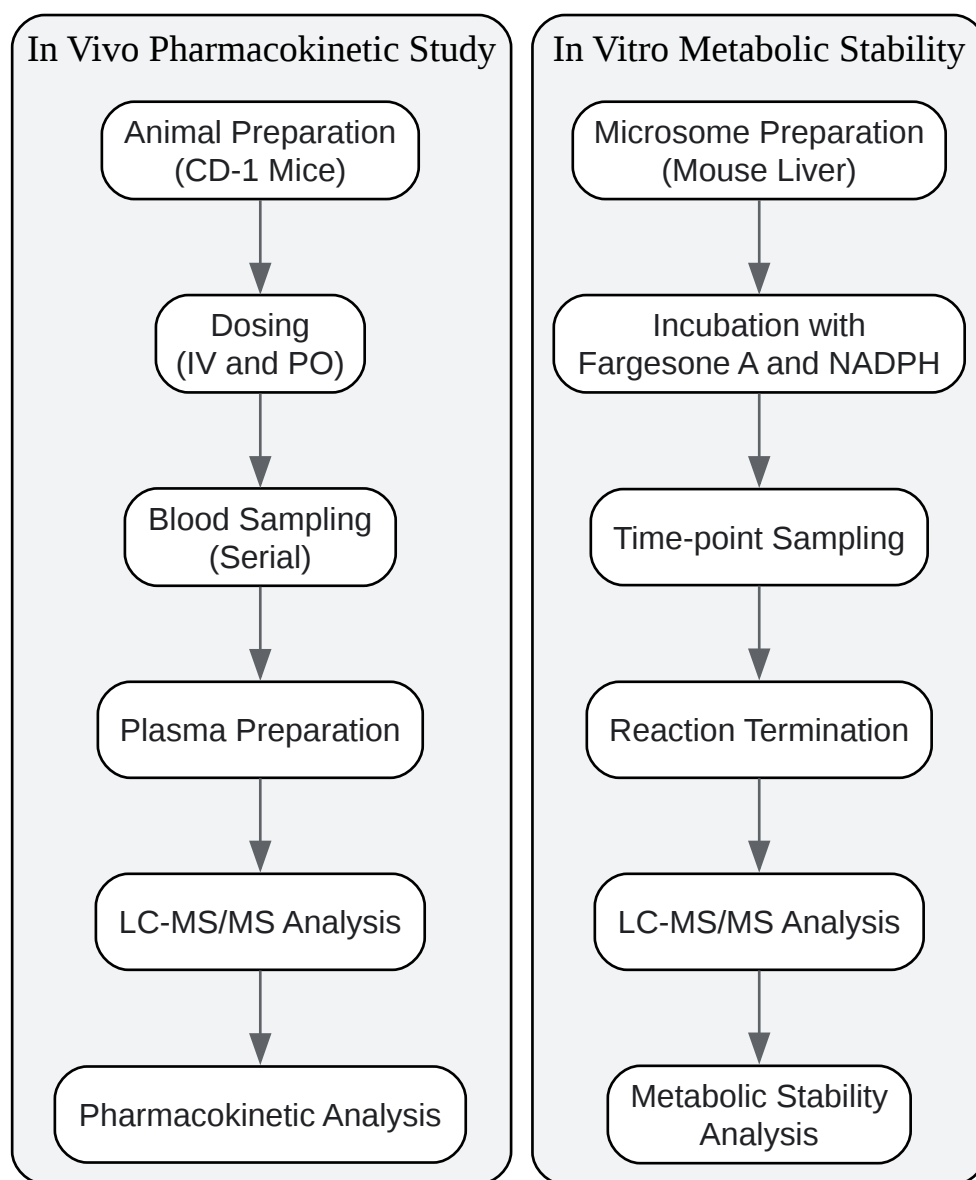 In Vivo Pharmacokinetic Study
Animal Preparation
(CD-1 Mice)
Dosing
(IV and PO)
Blood Sampling
(Serial)
Plasma Preparation
LC-MS/MS Analysis
Pharmacokinetic Analysis
In Vitro Metabolic Stability
Microsome Preparation
(Mouse Liver)
Incubation with
Fargesone A and NADPH
Time-point Sampling
Reaction Termination
LC-MS/MS Analysis
Metabolic Stability
Analysis